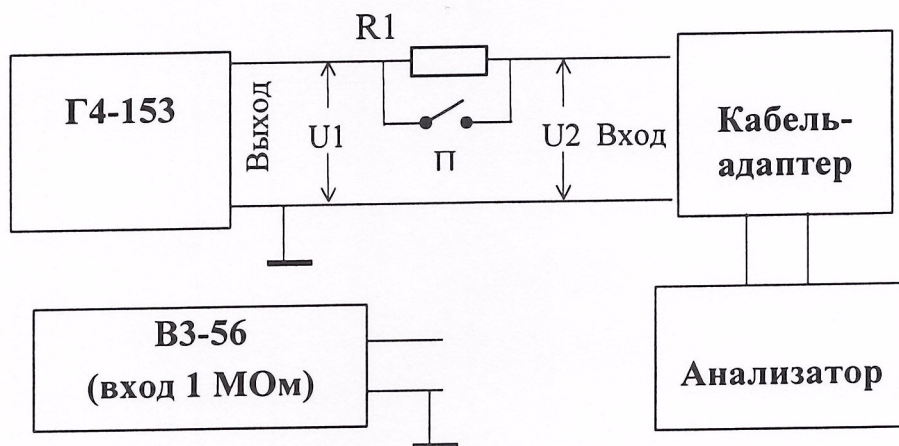 R1
Г4-153
Выход
U1
П
U2
Вход
Кабель-
адаптер
В3-56
(вход 1 МОм)
Анализатор